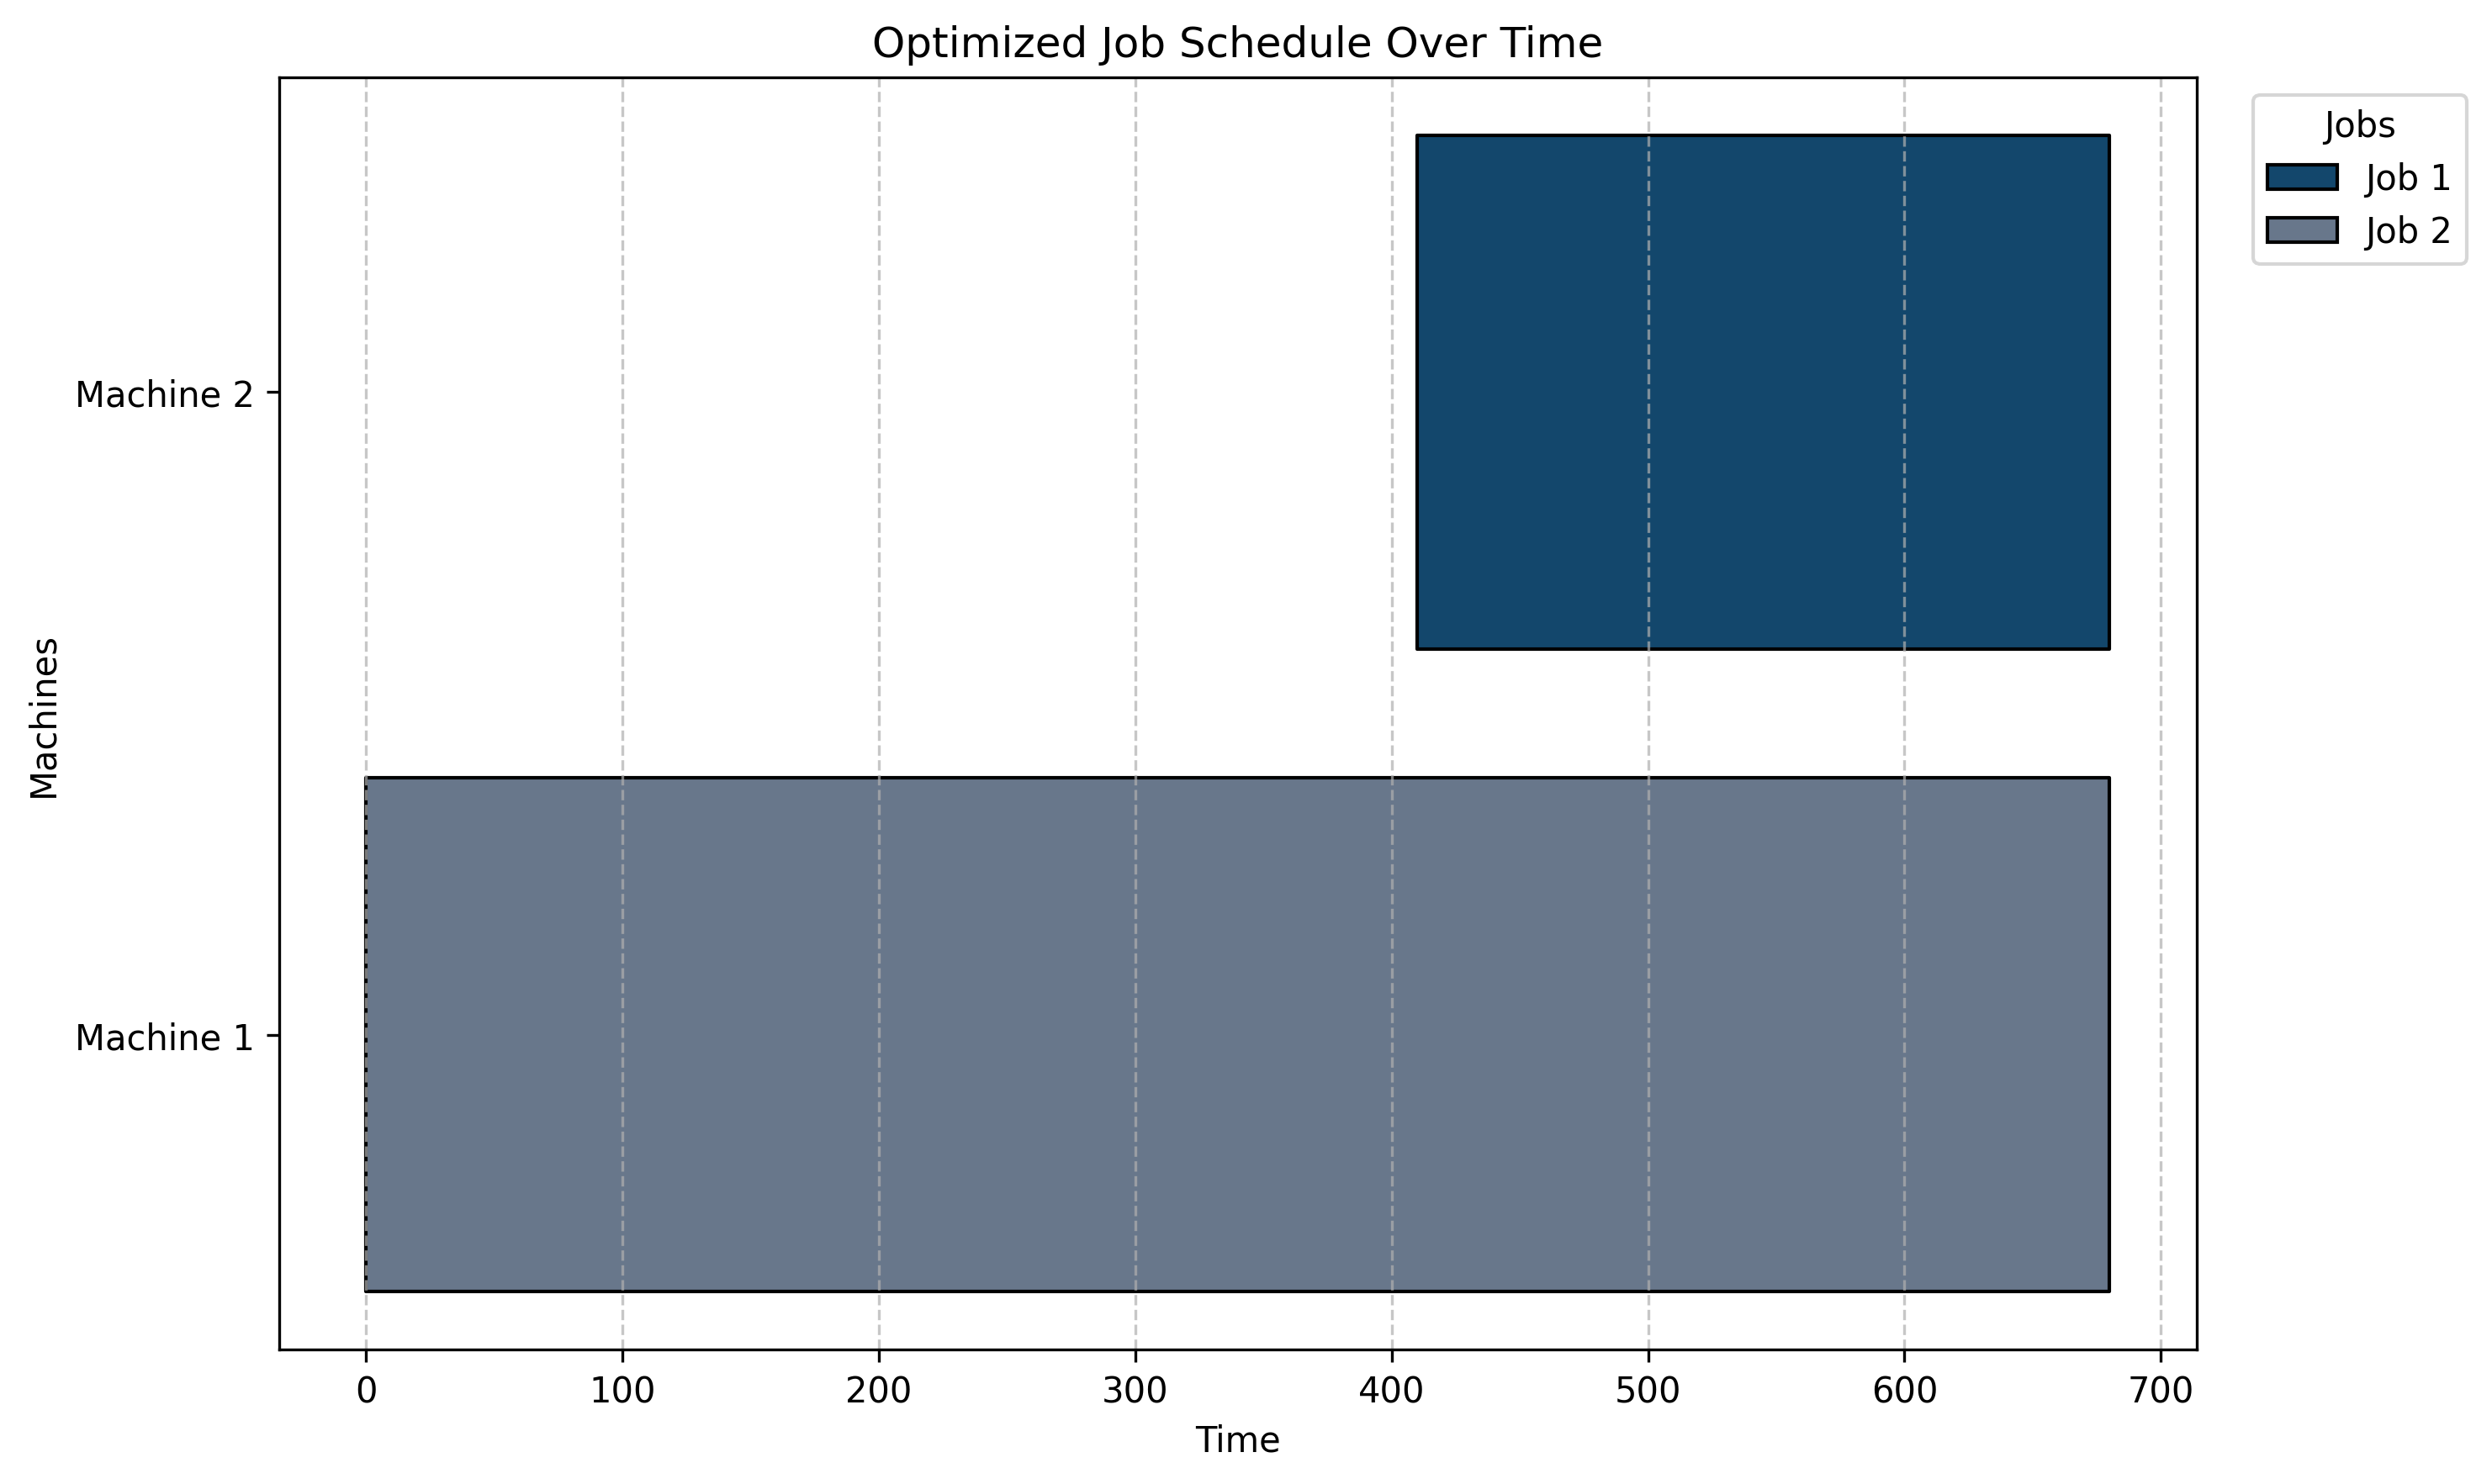 Optimized Job Schedule Over Time
Jobs
Job 1
Job 2
Machines
Machine 2
Machine 1
0 100 200 300 400 500 600 700
Time